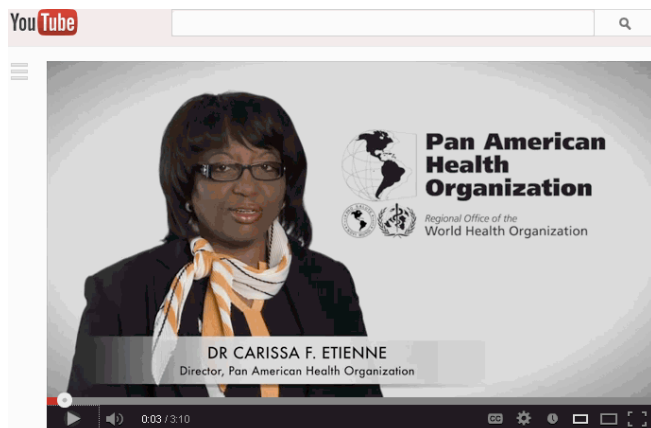 YouTube
Pan American
Health
Organization
Regional Office of the
World Health Organization
DR CARISSA F. ETIENNE
Director, Pan American Health Organization
0:03 / 3:10
CC